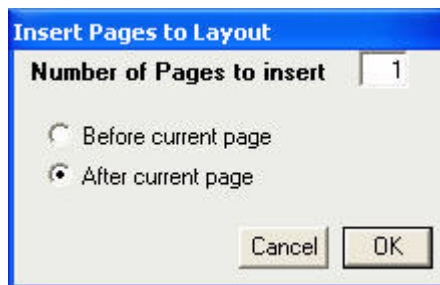 Insert Pages to Layout
Number of Pages to insert 1
Before current page
After current page
Cancel OK